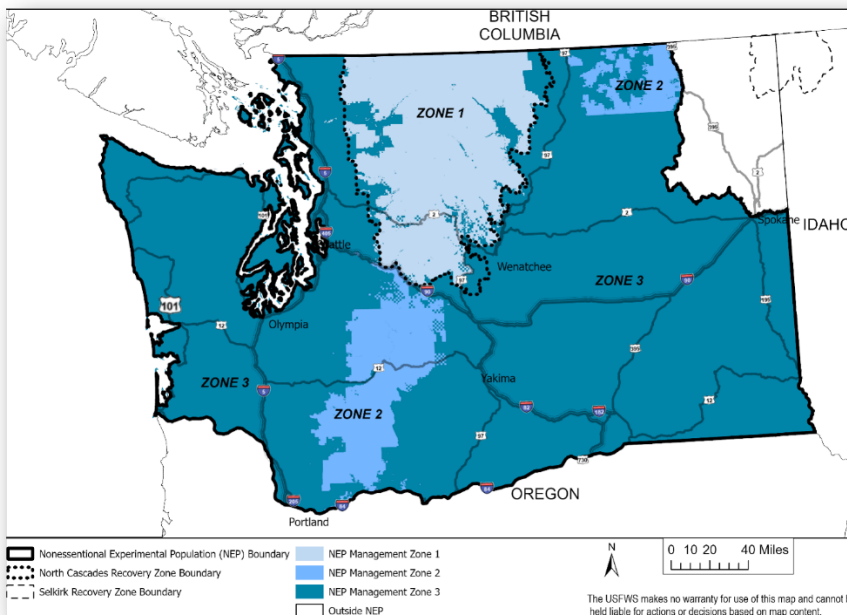 BRITISH
COLUMBIA
ZONE 1
ZONE 2
Seattle
Wenatchee
Spokane
IDAHO
ZONE 3
101
Olympia
12
ZONE 3
ZONE 2
Yakima
OREGON
Portland
Nonessentional Experimental Population (NEP) Boundary
North Cascades Recovery Zone Boundary
Selkirk Recovery Zone Boundary
NEP Management Zone 1
NEP Management Zone 2
NEP Management Zone 3
Outside NEP
N
0 10 20 40 Miles
The USFWS makes no warranty for use of this map and cannot
held liable for actions or decisions based on map content.